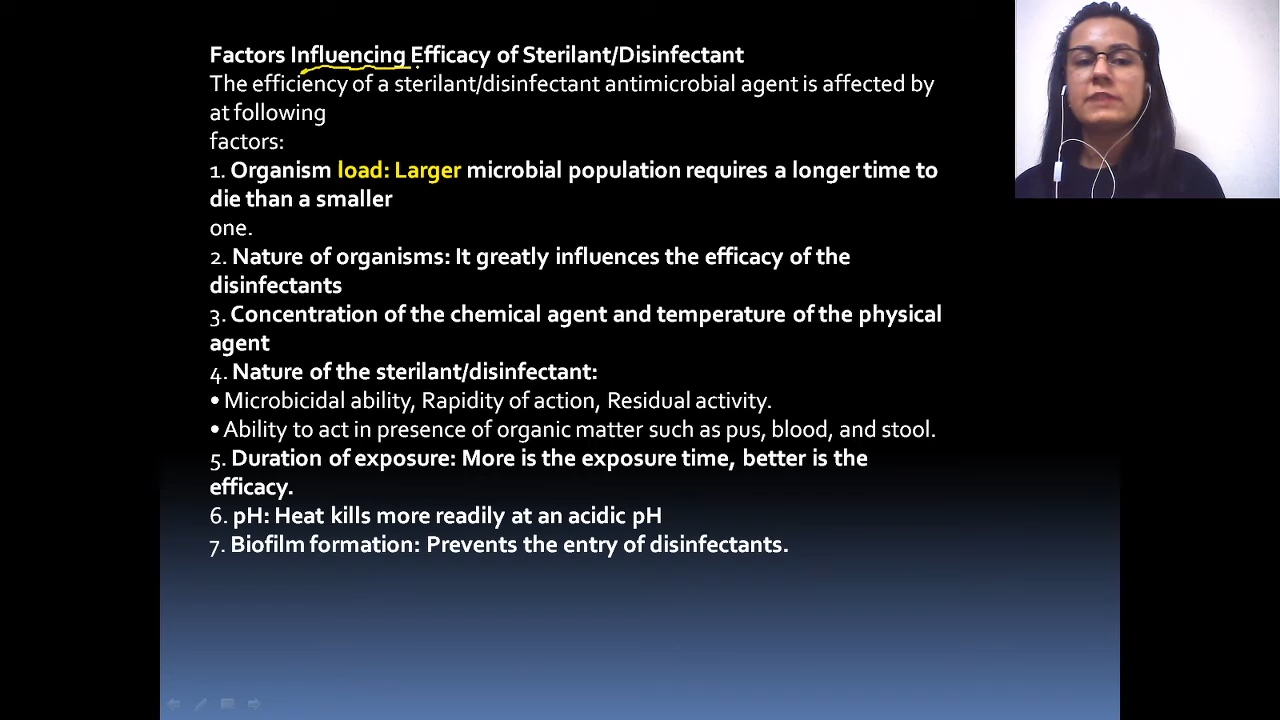 Factors Influencing Efficacy of Sterilant/Disinfectant
The efficiency of a sterilant/disinfectant antimicrobial agent is affected by
at following
factors:
1. Organism load: Larger microbial population requires a longer time to
die than a smaller
one.
2. Nature of organisms: It greatly influences the efficacy of the
disinfectants
3. Concentration of the chemical agent and temperature of the physical
agent
4. Nature of the sterilant/disinfectant:
• Microbicidal ability, Rapidity of action, Residual activity.
• Ability to act in presence of organic matter such as pus, blood, and stool.
5. Duration of exposure: More is the exposure time, better is the
efficacy.
6. pH: Heat kills more readily at an acidic pH
7. Biofilm formation: Prevents the entry of disinfectants.